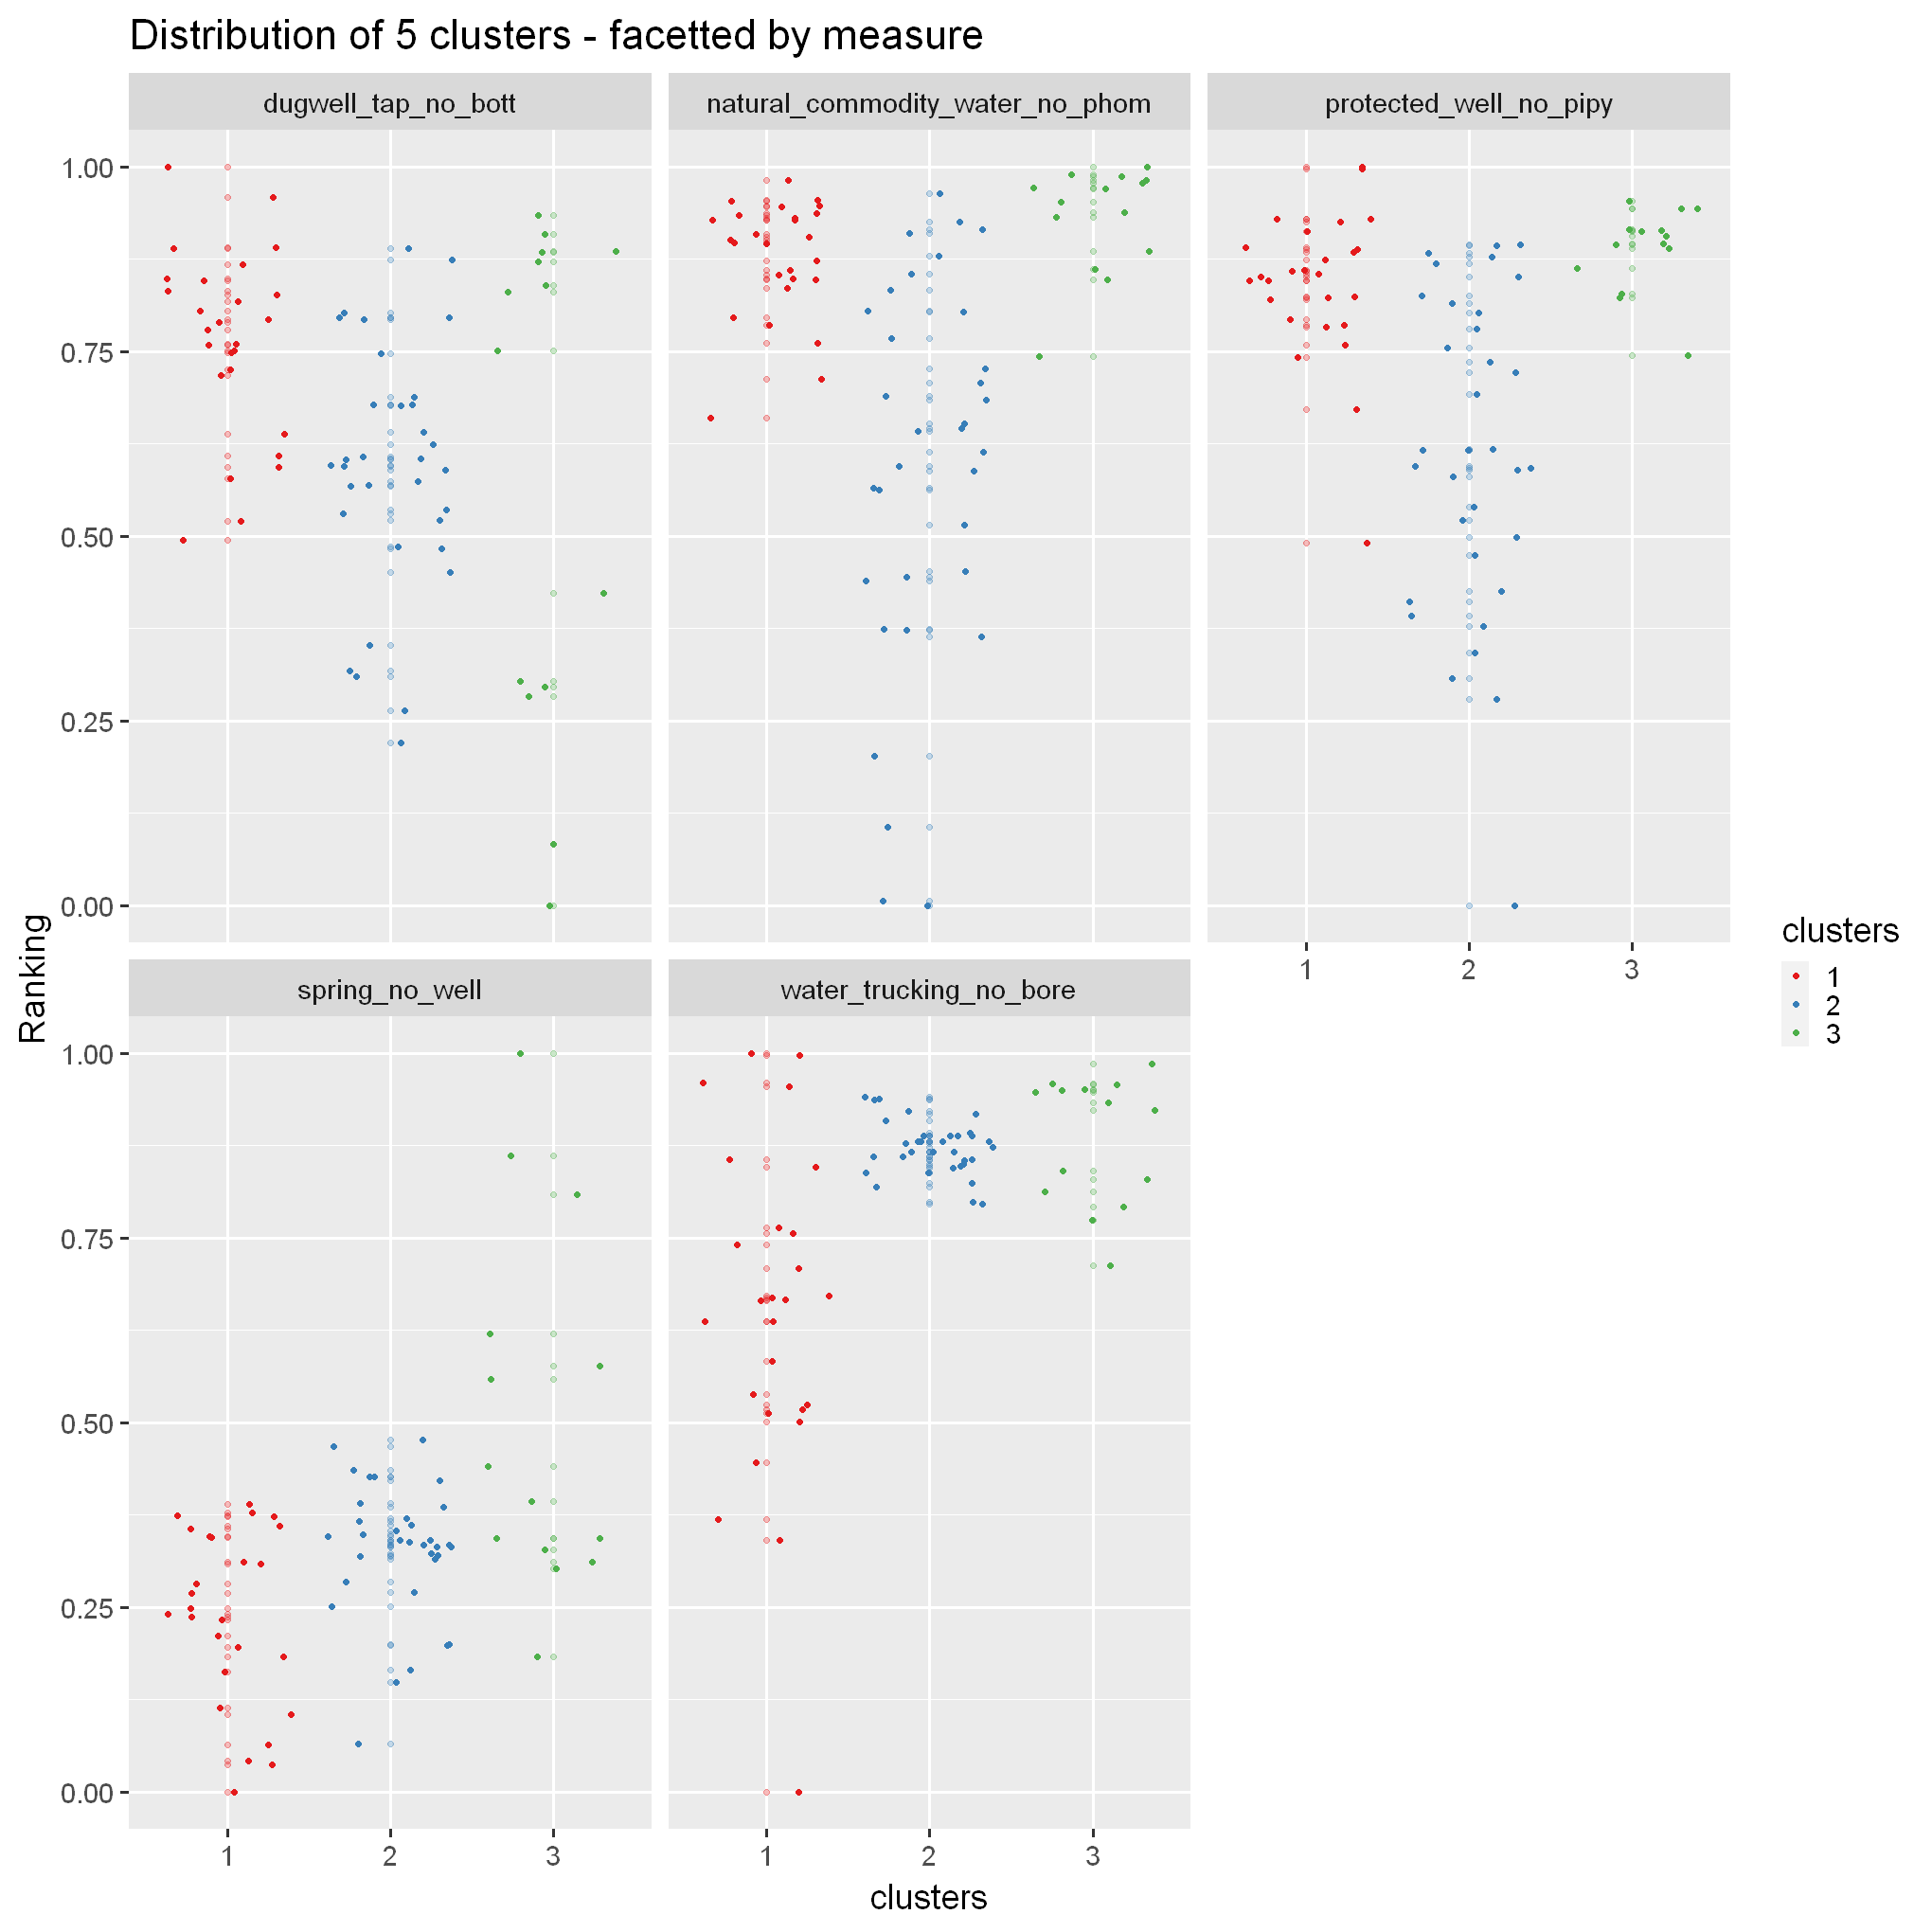 Distribution of 5 clusters - facetted by measure
dugwell_tap_no_bott
natural_commodity_water_no_phom
protected_well_no_pipy
1.00
0.75
0.50
0.25
0.00
1 2 3
spring_no_well
water_trucking_no_bore
1.00
0.75
0.50
0.25
0.00
1 2 3
1 2 3
clusters
Ranking
clusters
1
2
3